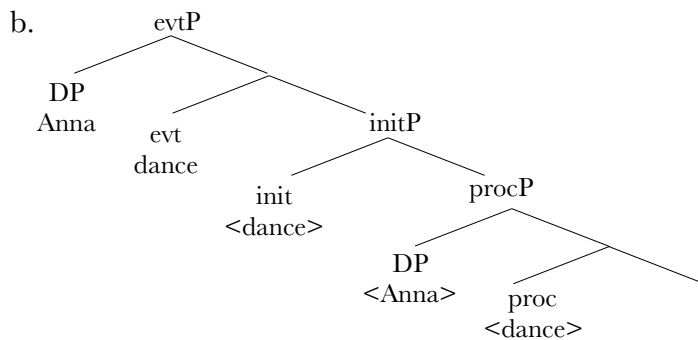 b.
evtP
DP
Anna
evt
dance
initP
init
<dance>
procP
DP
<Anna>
proc
<dance>